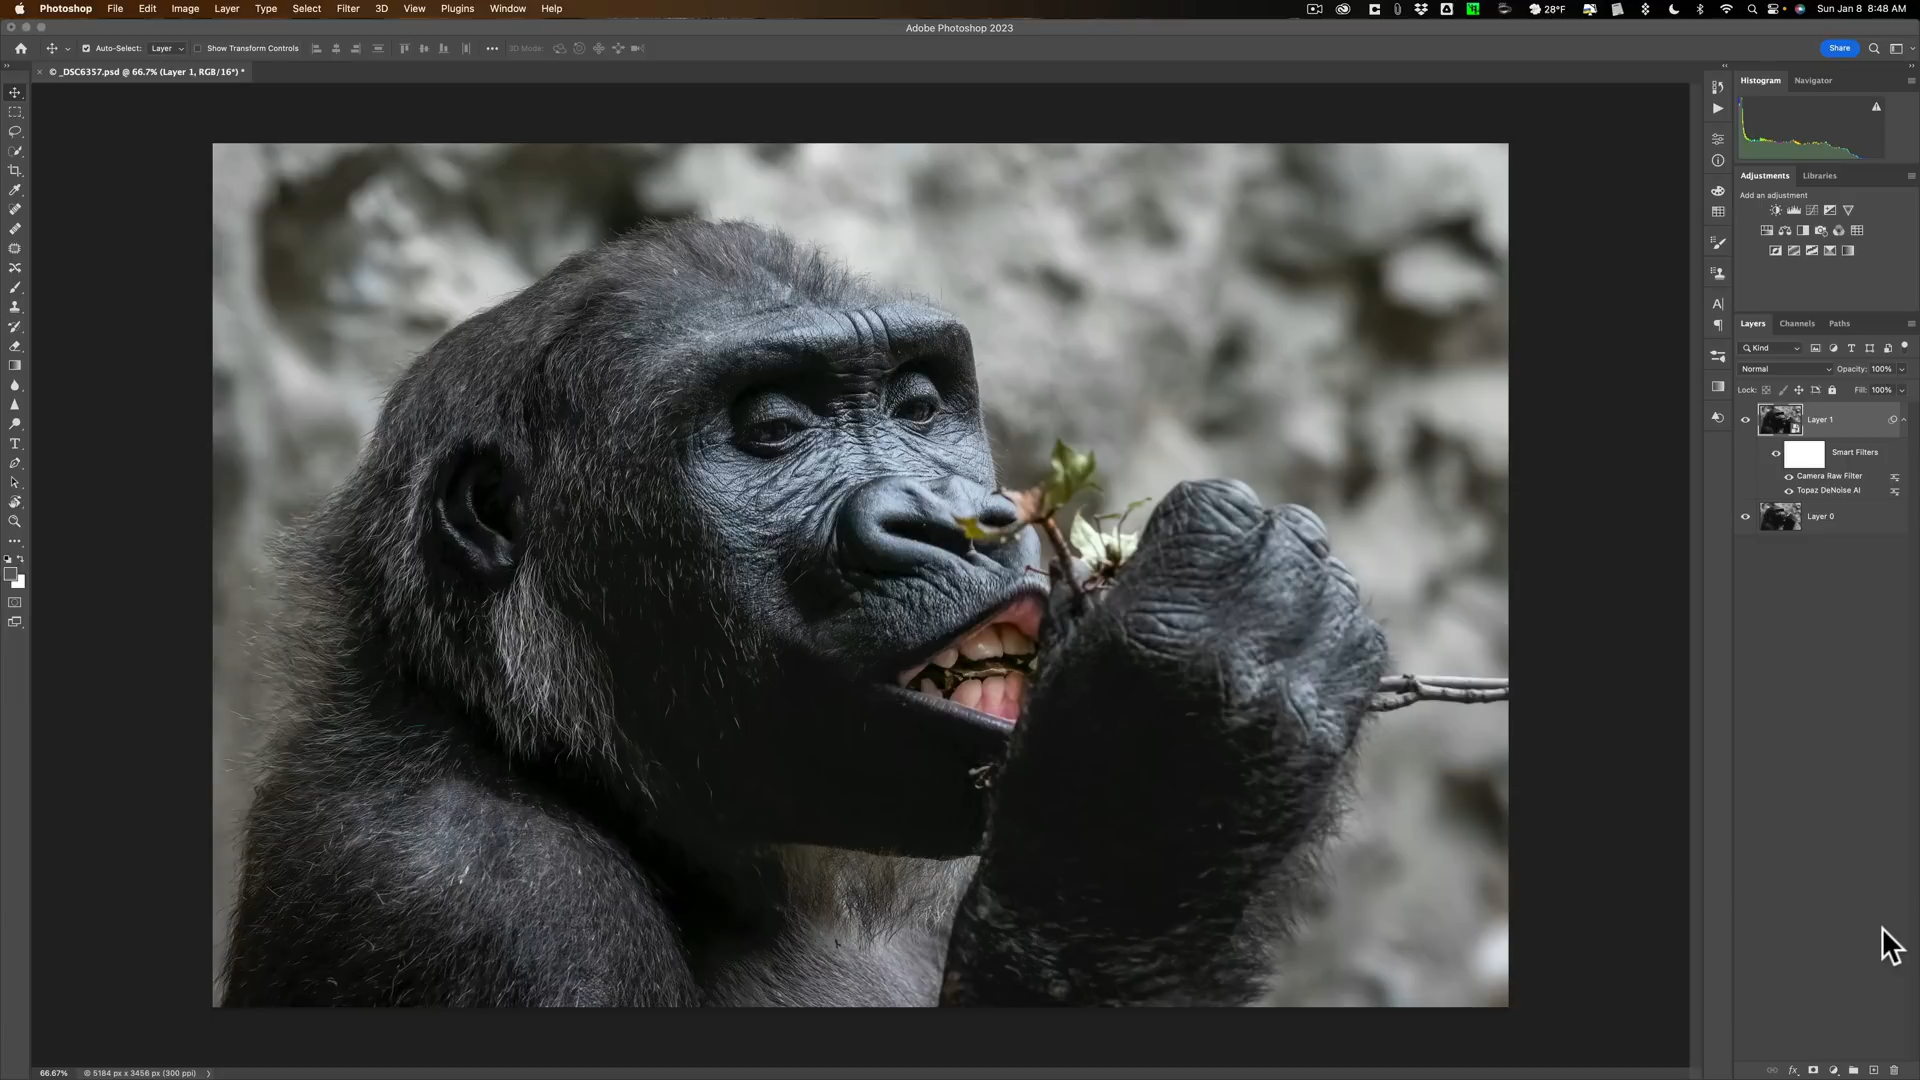 Photoshop File Edit Image Layer Type Select Filter 3D View Plugins Window Help 28°F Sun Jan 8 8:48 AM
Adobe Photoshop 2023
Auto-Select: Layer Show Transform Controls 3D Mode: Share
× © _DSC6357.psd @ 66.7% (Layer 1, RGB/16*) *
Histogram Navigator
Adjustments Libraries
Add an adjustment
Layers Channels Paths
Kind
Normal Opacity: 100%
Lock: Fill: 100%
Layer 1
Smart Filters
Camera Raw Filter
Topaz DeNoise AI
Layer 0
66.67% 5184 px x 3456 px (300 ppi)